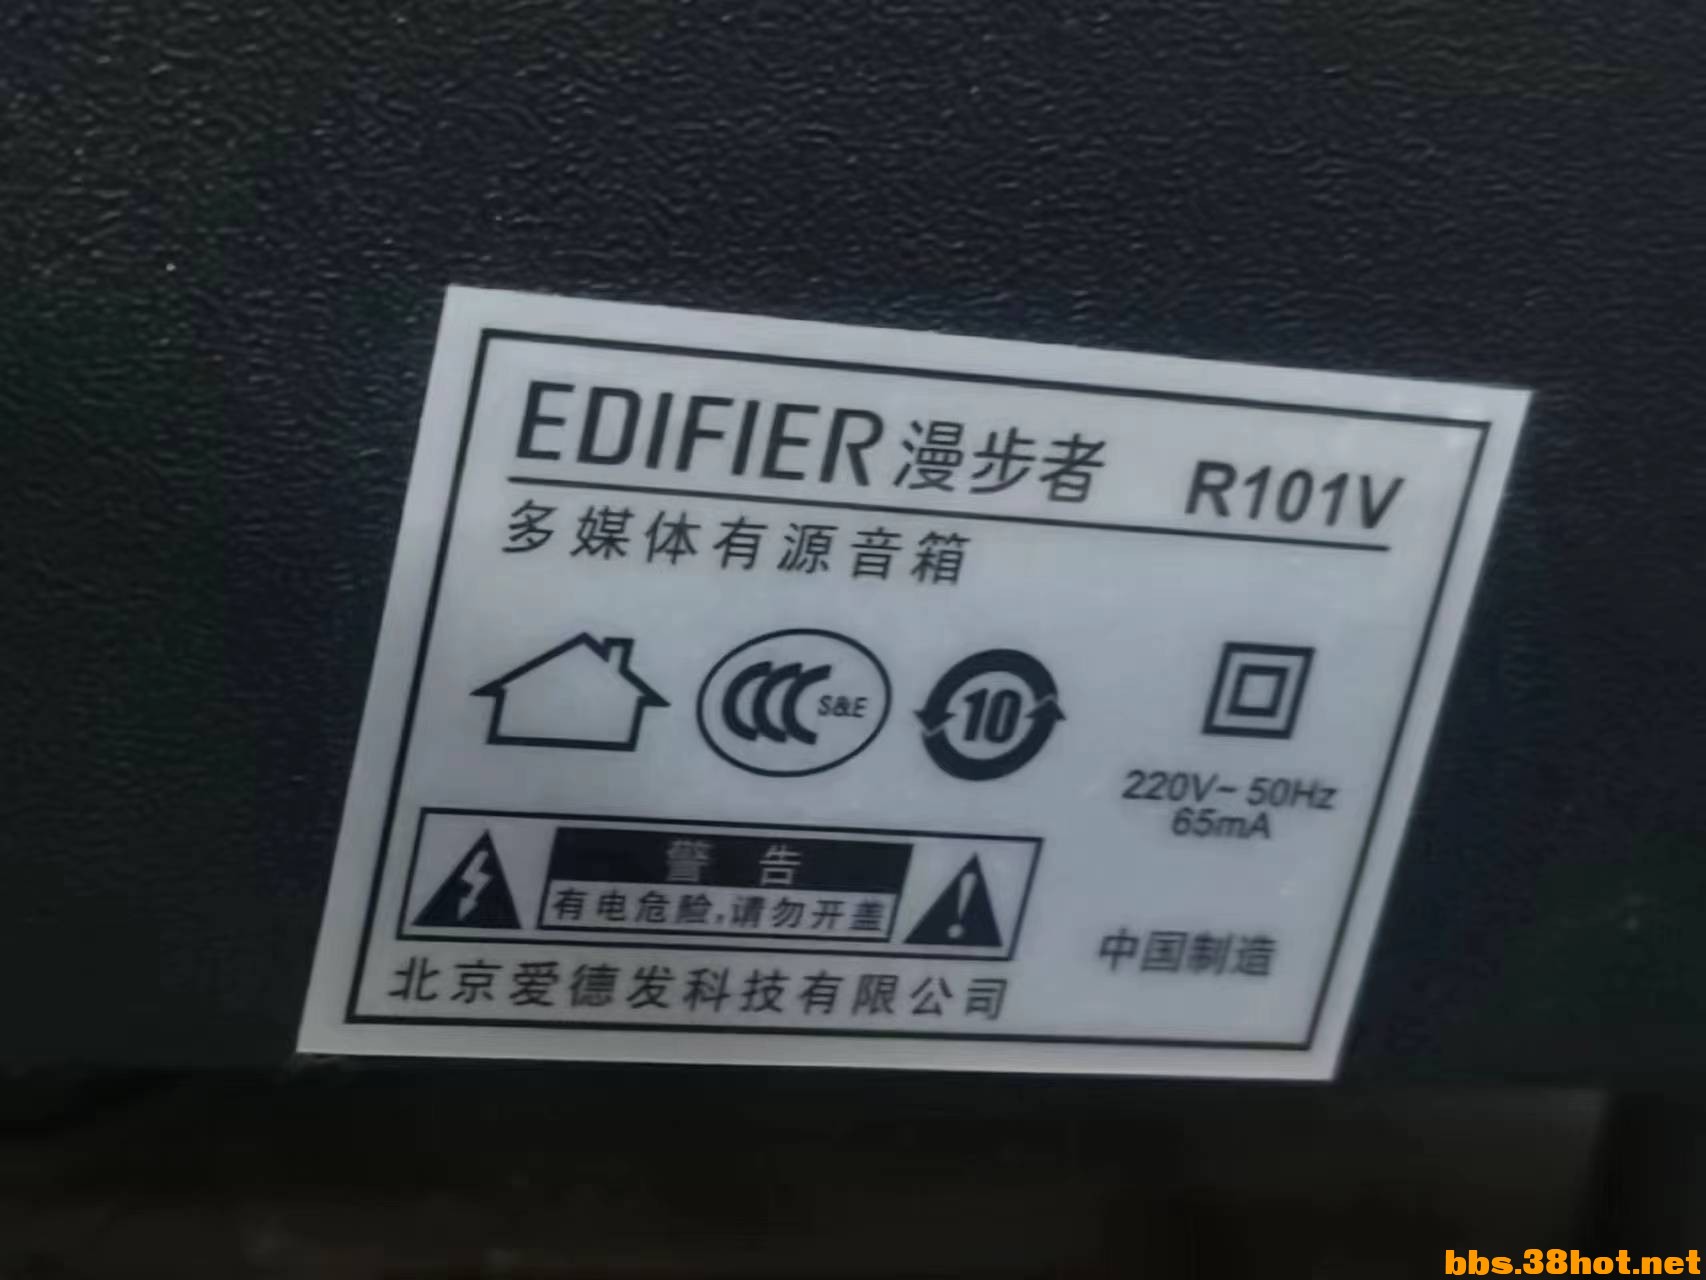 EDIFIER 漫步者 R101V
多媒体有源音箱
CCC S&E
10
220V~ 50Hz
65mA
警告
有电危险,请勿开盖
中国制造
北京爱德发科技有限公司
bbs.38hot.net